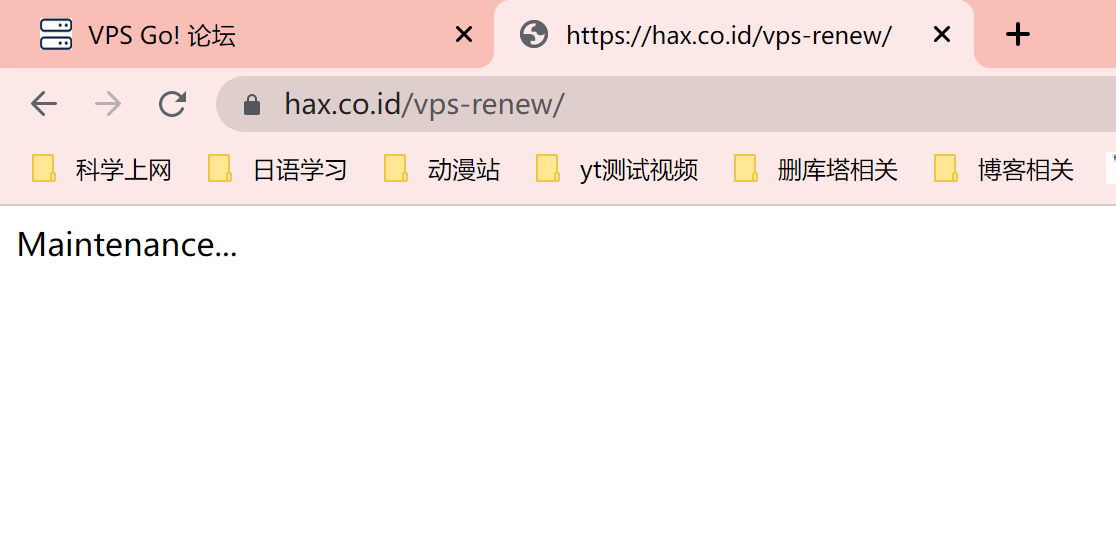 VPS Go! 论坛
https://hax.co.id/vps-renew/
hax.co.id/vps-renew/
科学上网 日语学习 动漫站 yt测试视频 删库塔相关 博客相关
Maintenance...